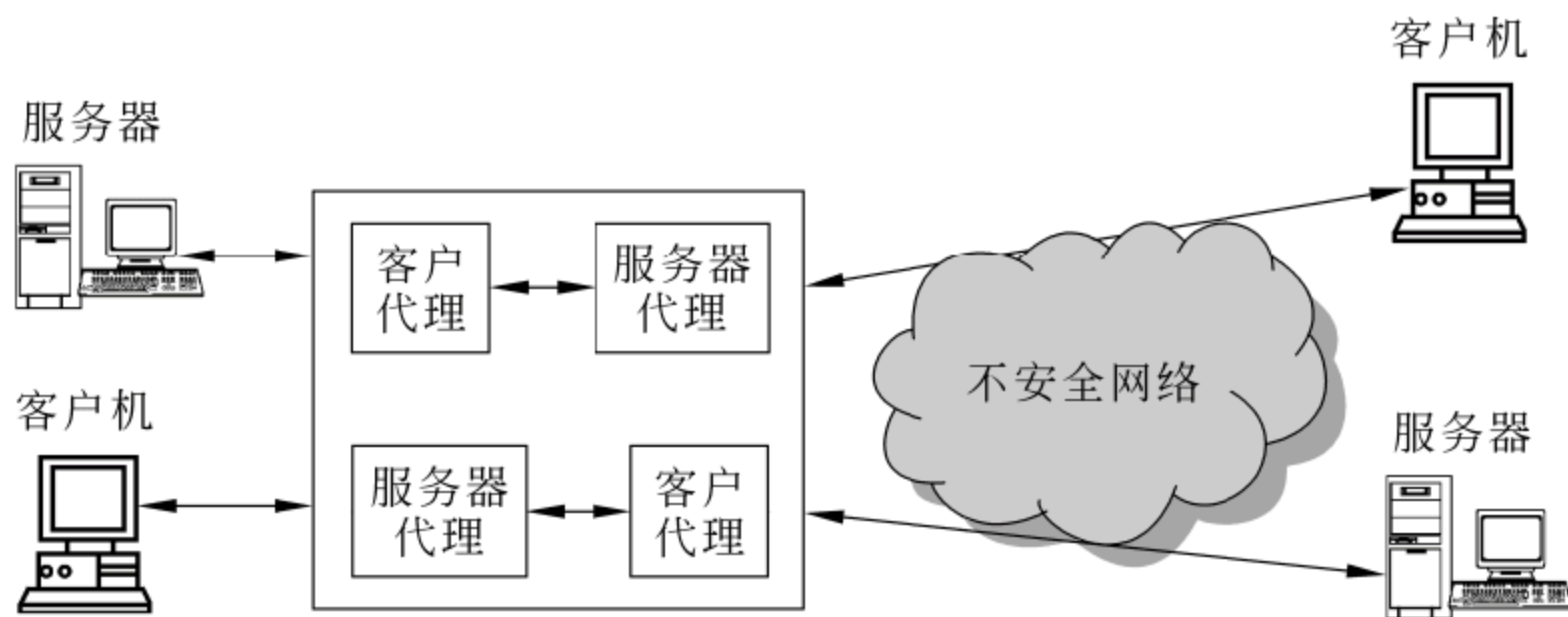 客户机
服务器
客户
代理
服务器
代理
不安全网络
客户机
服务器
服务器
代理
客户
代理